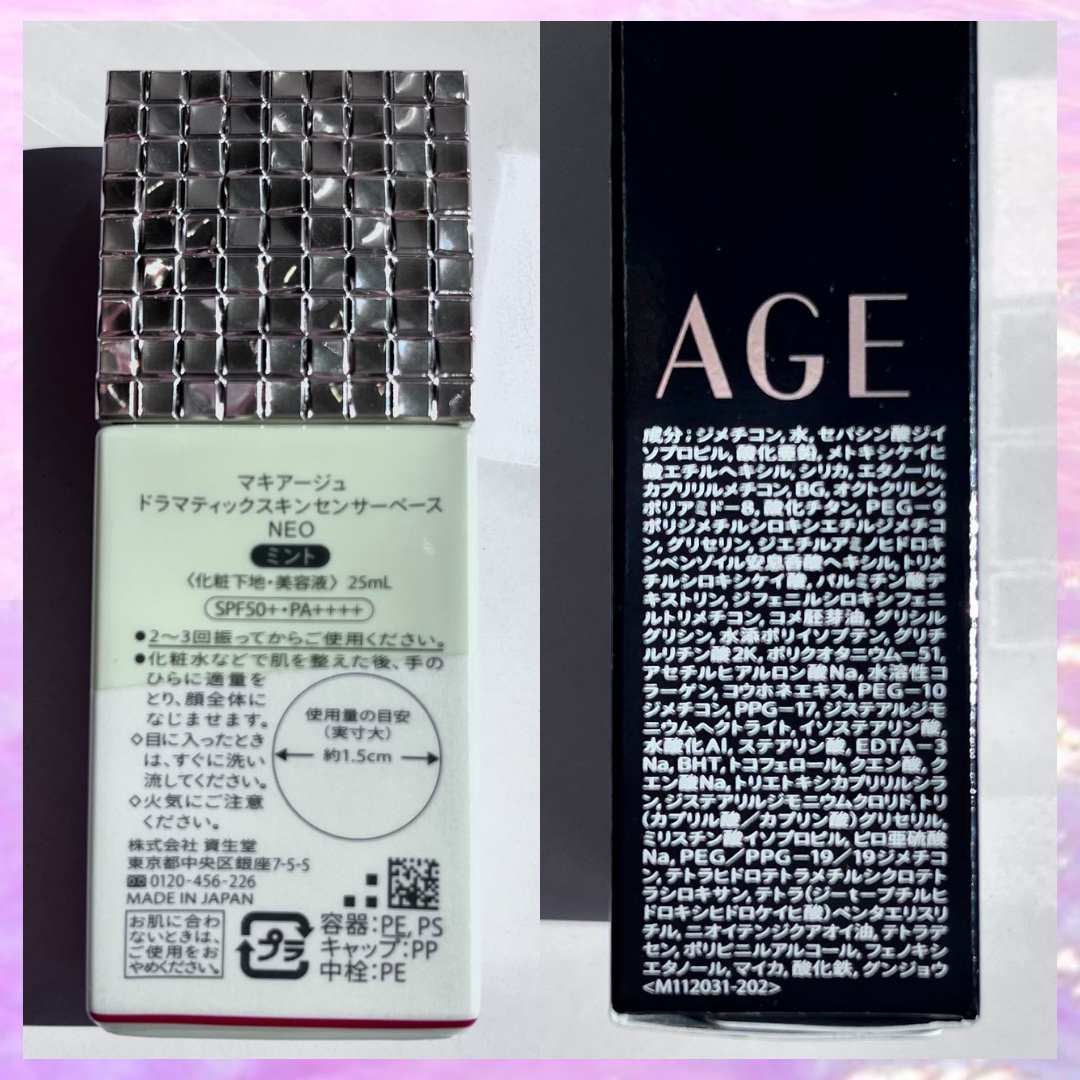 マキアージュ
ドラマティックスキンセンサーベース
NEO
ミント
〈化粧下地・美容液〉 25mL
SPF50+・PA++++
●2〜3回振ってからご使用ください。
●化粧水などで肌を整えた後、手の
ひらに適量を
とり、顔全体に
なじませます。
◇目に入ったとき
は、すぐに洗い
流してください。
◇火気にご注意
ください。
使用量の目安
(実寸大)
約1.5cm
株式会社 資生堂
東京都中央区銀座7-5-5
0120-456-226
MADE IN JAPAN
お肌に合わ
ないときは、
ご使用をお
やめください。
プラ
容器:PE, PS
キャップ:PP
中栓:PE
AGE
成分;ジメチコン, 水, セバシン酸ジイ
ソプロピル, 酸化亜鉛, メトキシケイヒ
酸エチルヘキシル, シリカ, エタノール,
カプリリルメチコン, BG, オクトクリレン,
ポリアミド−8, 酸化チタン, PEG−9
ポリジメチルシロキシエチルジメチコ
ン, グリセリン, ジエチルアミノヒドロキ
シベンゾイル安息香酸ヘキシル, トリメ
チルシロキシケイ酸, パルミチン酸デ
キストリン, ジフェニルシロキシフェニ
ルトリメチコン, コメ胚芽油, グリシル
グリシン, 水添ポリイソブテン, グリチ
ルリチン酸2K, ポリクオタニウム−51,
アセチルヒアルロン酸Na, 水溶性コ
ラーゲン, コウホネエキス, PEG−10
ジメチコン, PPG−17, ジステアルジモ
ニウムヘクトライト, イソステアリン酸,
水酸化Al, ステアリン酸, EDTA−3
Na, BHT, トコフェロール, クエン酸, ク
エン酸Na, トリエトキシカプリリルシラ
ン, ジステアリルジモニウムクロリド, トリ
(カプリル酸/カプリン酸)グリセリル,
ミリスチン酸イソプロピル, ピロ亜硫酸
Na, PEG/PPG−19/19ジメチコ
ン, テトラヒドロテトラメチルシクロテト
ラシロキサン, テトラ(ジ−t−ブチルヒ
ドロキシヒドロケイヒ酸)ペンタエリスリ
チル, ニオイテンジクアオイ油, テトラデ
セン, ポリビニルアルコール, フェノキシ
エタノール, マイカ, 酸化鉄, グンジョウ
<M112031-202>